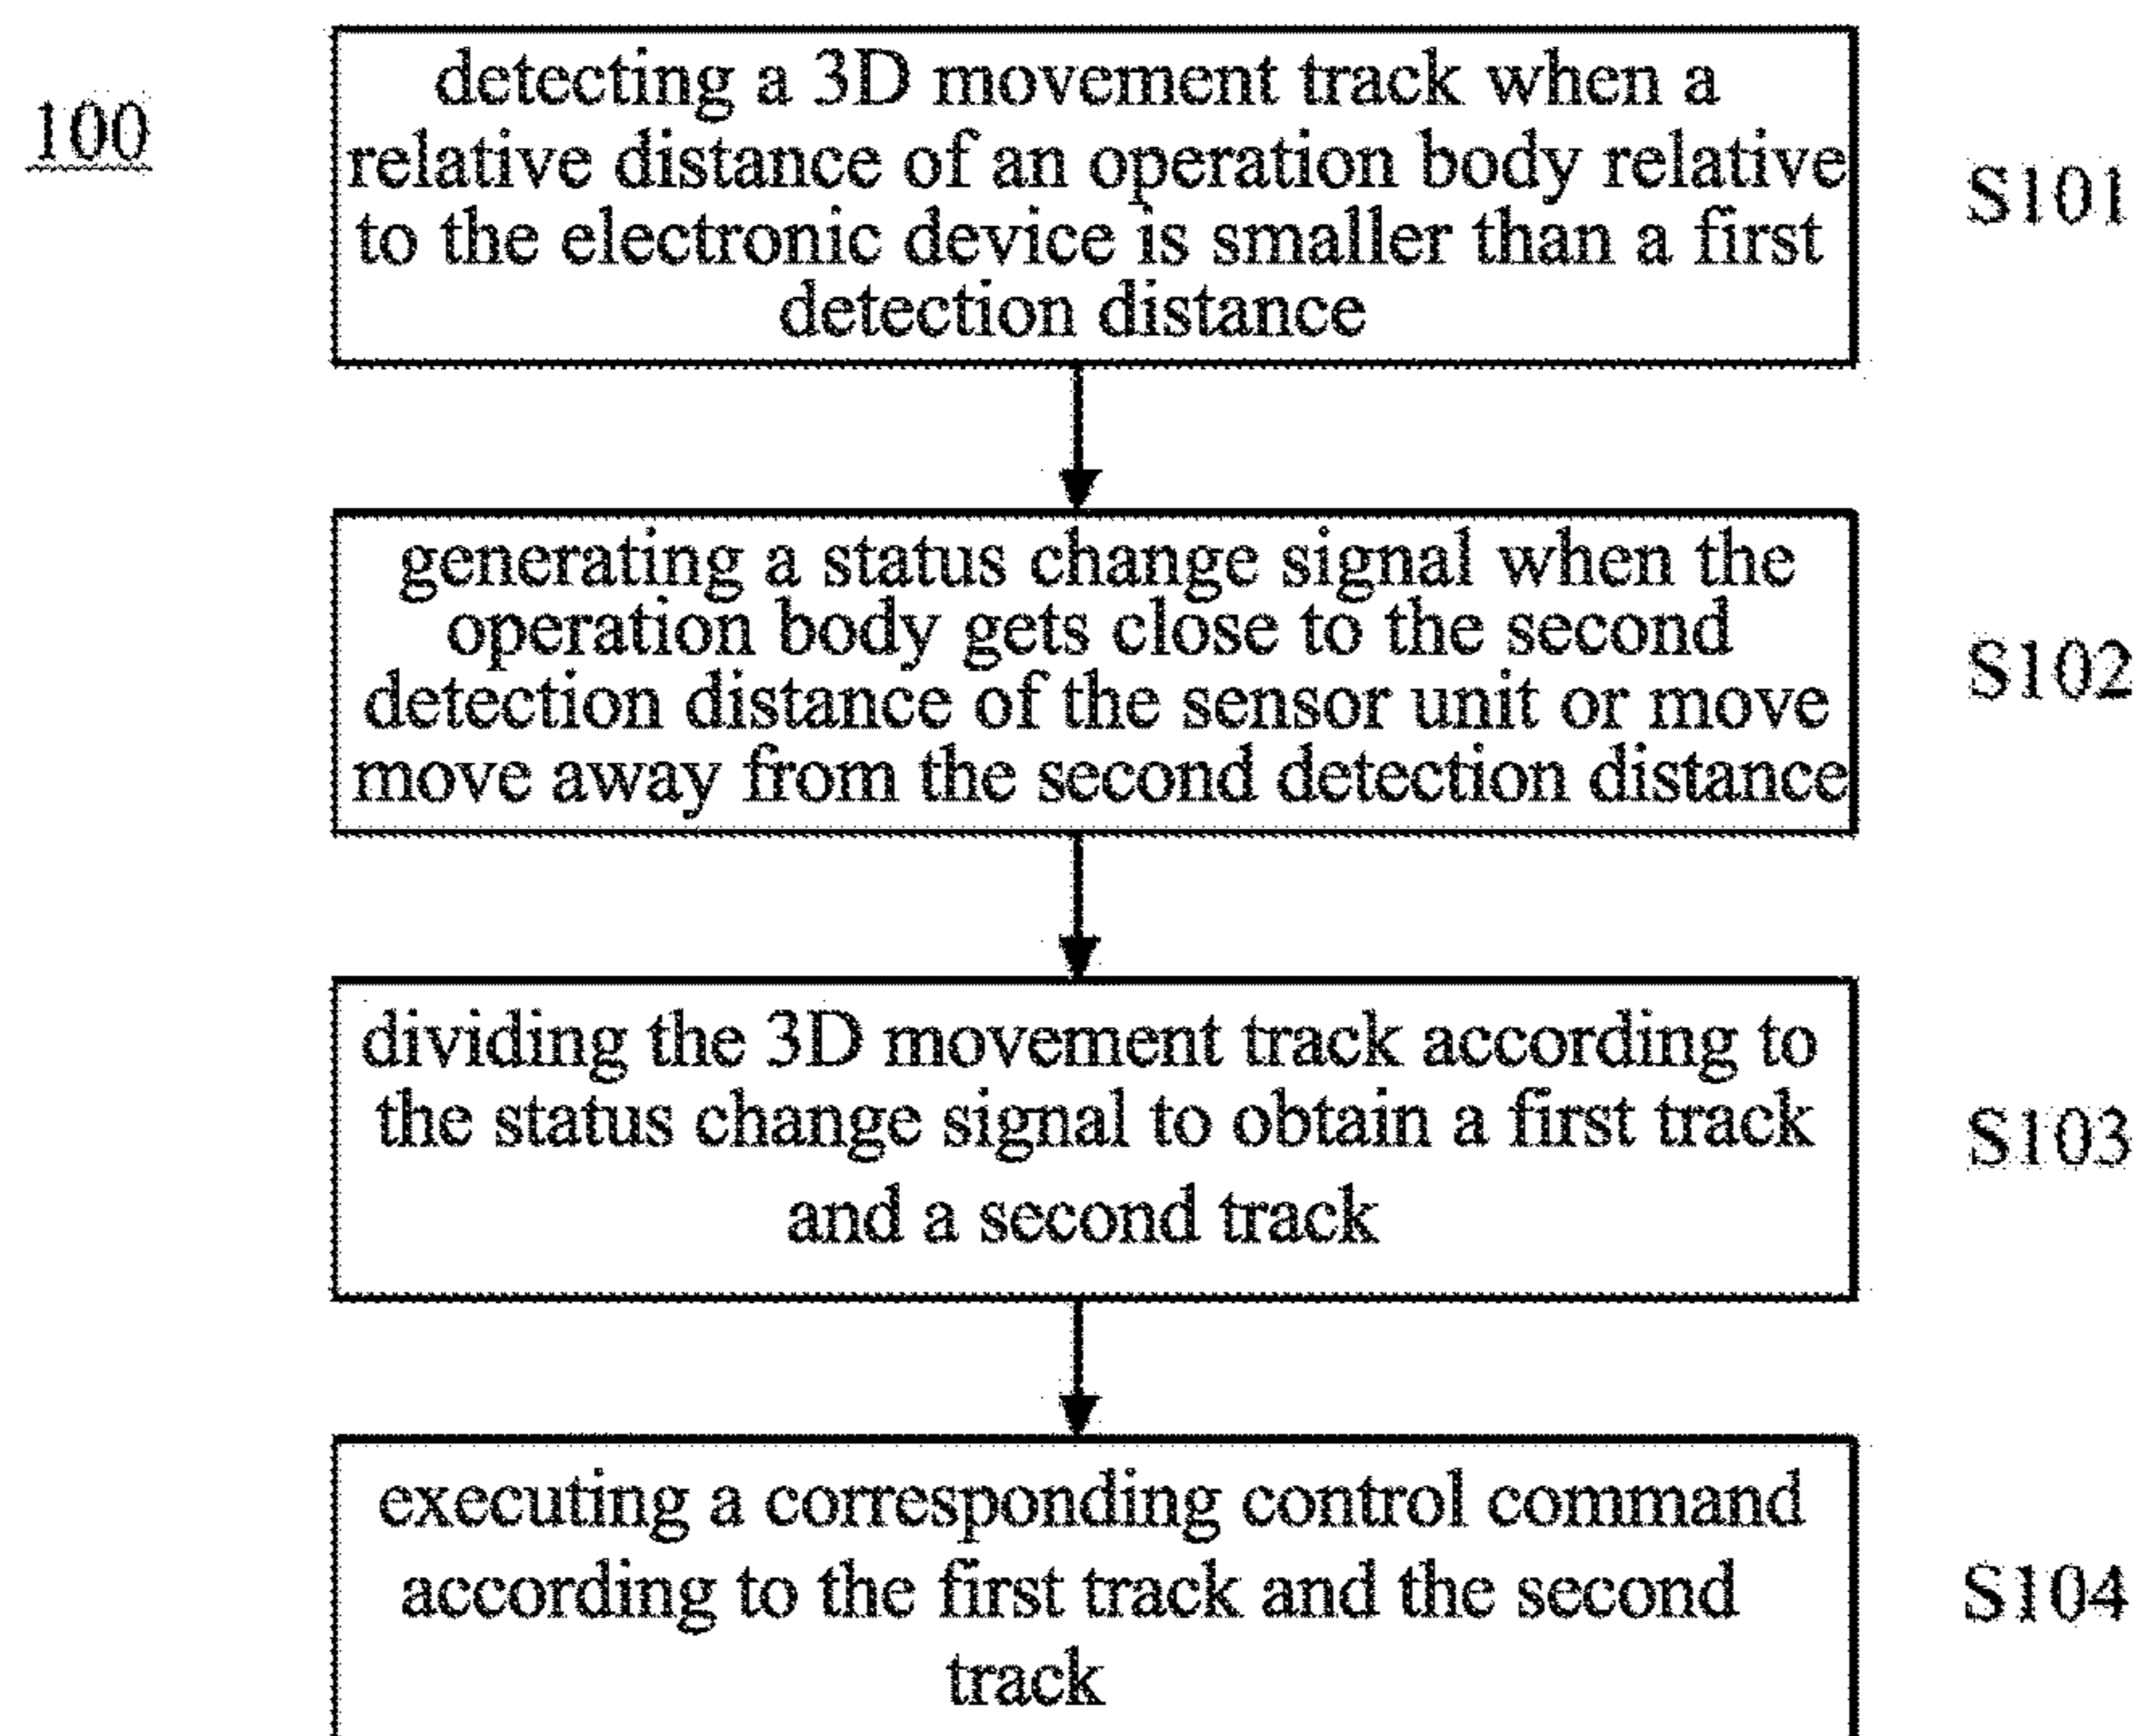 100
detecting a 3D movement track when a
relative distance of an operation body relative
to the electronic device is smaller than a first
detection distance
S101
generating a status change signal when the
operation body gets close to the second
detection distance of the sensor unit or move
move away from the second detection distance
S102
dividing the 3D movement track according to
the status change signal to obtain a first track
and a second track
S103
executing a corresponding control command
according to the first track and the second
track
S104